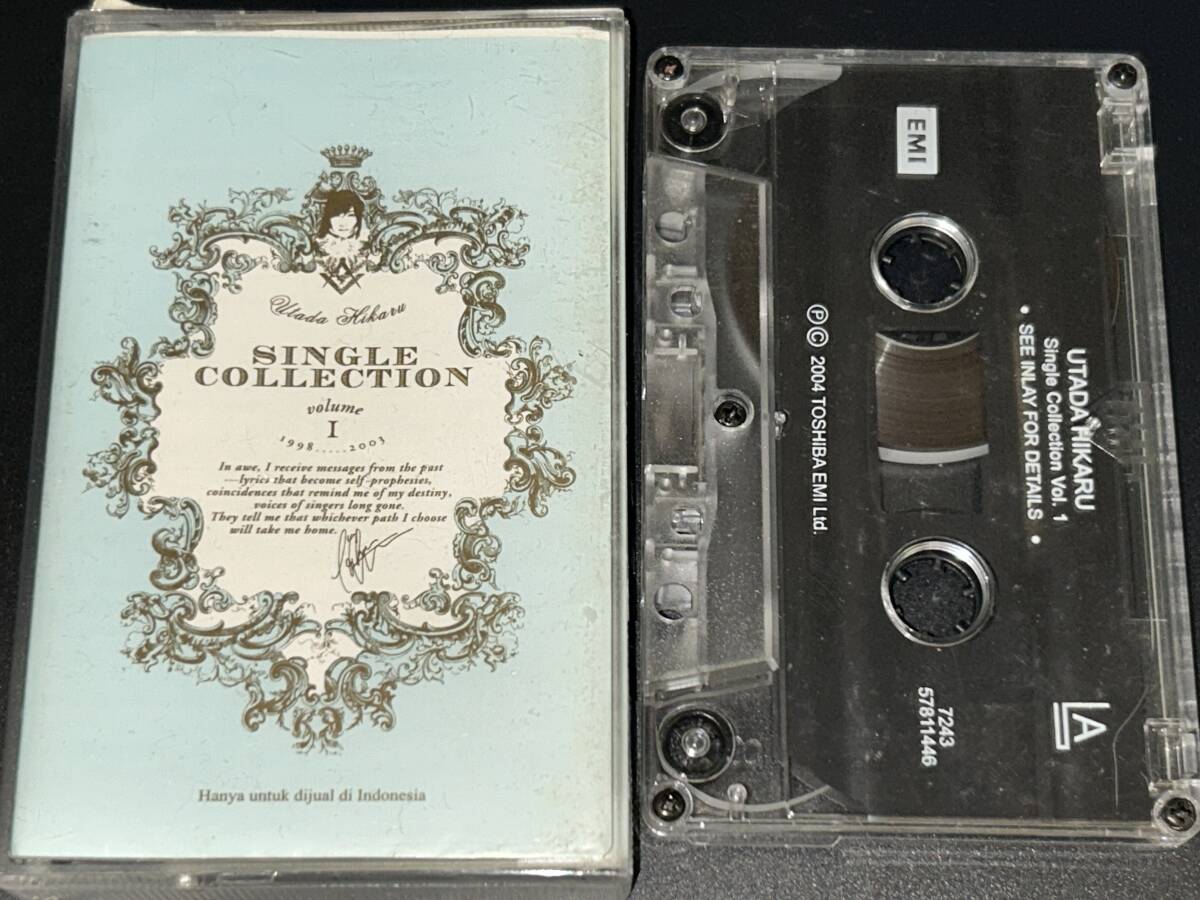 Utada Hikaru
SINGLE
COLLECTION
volume
I
1998.....2003
In awe, I receive messages from the past
—lyrics that become self-prophesies,
coincidences that remind me of my destiny,
voices of singers long gone.
They tell me that whichever path I choose
will take me home.
Hanya untuk dijual di Indonesia
EMI
UTADA HIKARU
Single Collection Vol. 1
• SEE INLAY FOR DETAILS •
Ⓟ© 2004 TOSHIBA EMI Ltd.
7243
57811446
A